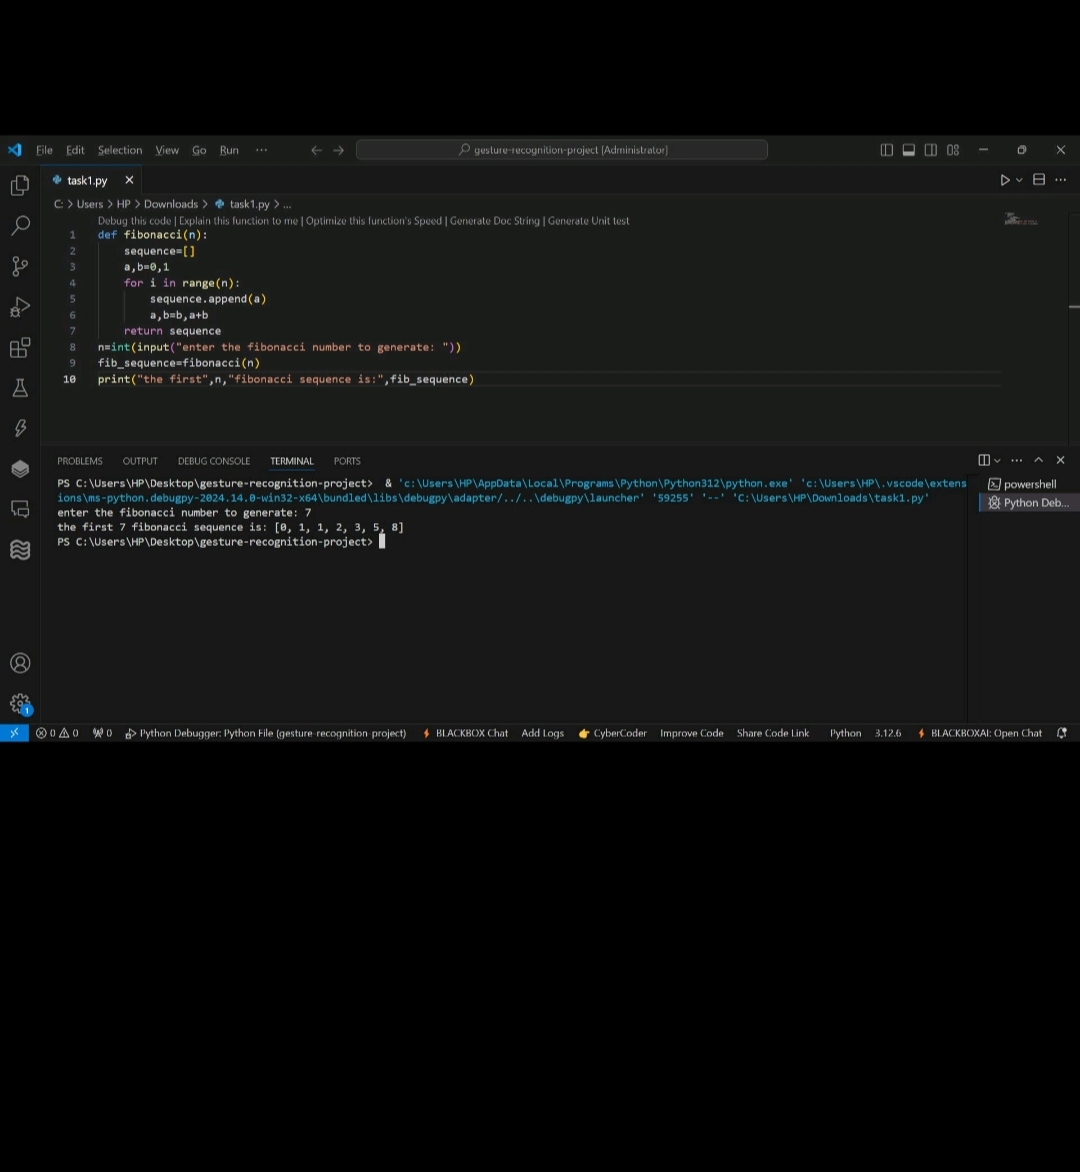 File Edit Selection View Go Run ··· gesture-recognition-project [Administrator]
task1.py
C: > Users > HP > Downloads > task1.py > ...
Debug this code | Explain this function to me | Optimize this function's Speed | Generate Doc String | Generate Unit test
1 def fibonacci(n):
2 sequence=[]
3 a,b=0,1
4 for i in range(n):
5 sequence.append(a)
6 a,b=b,a+b
7 return sequence
8 n=int(input("enter the fibonacci number to generate: "))
9 fib_sequence=fibonacci(n)
10 print("the first",n,"fibonacci sequence is:",fib_sequence)
PROBLEMS OUTPUT DEBUG CONSOLE TERMINAL PORTS
PS C:\Users\HP\Desktop\gesture-recognition-project> & 'c:\Users\HP\AppData\Local\Programs\Python\Python312\python.exe' 'c:\Users\HP\.vscode\extens
ions\ms-python.debugpy-2024.14.0-win32-x64\bundled\libs\debugpy\adapter/../..\debugpy\launcher' '59255' '--' 'C:\Users\HP\Downloads\task1.py'
enter the fibonacci number to generate: 7
the first 7 fibonacci sequence is: [0, 1, 1, 2, 3, 5, 8]
PS C:\Users\HP\Desktop\gesture-recognition-project>
powershell
Python Deb...
1
0 0 0 Python Debugger: Python File (gesture-recognition-project) BLACKBOX Chat Add Logs CyberCoder Improve Code Share Code Link Python 3.12.6 BLACKBOXAI: Open Chat